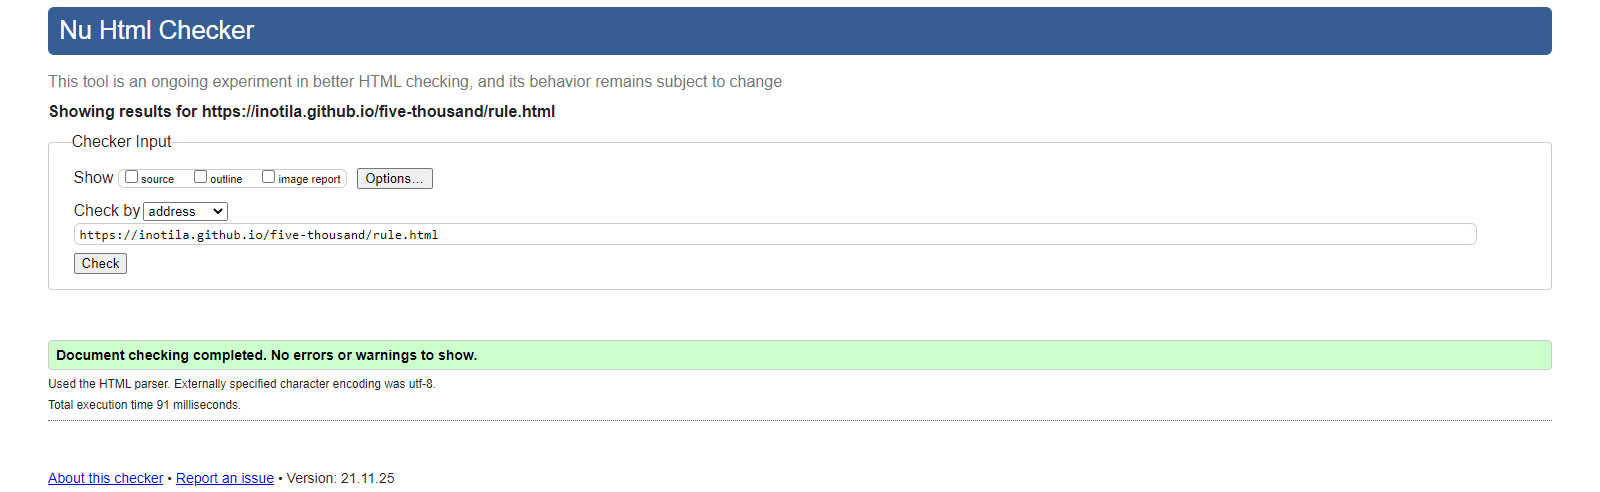 Nu Html Checker
This tool is an ongoing experiment in better HTML checking, and its behavior remains subject to change
Showing results for https://inotila.github.io/five-thousand/rule.html
Checker Input
Show source outline image report Options...
Check by address
https://inotila.github.io/five-thousand/rule.html
Check
Document checking completed. No errors or warnings to show.
Used the HTML parser. Externally specified character encoding was utf-8.
Total execution time 91 milliseconds.
About this checker • Report an issue • Version: 21.11.25